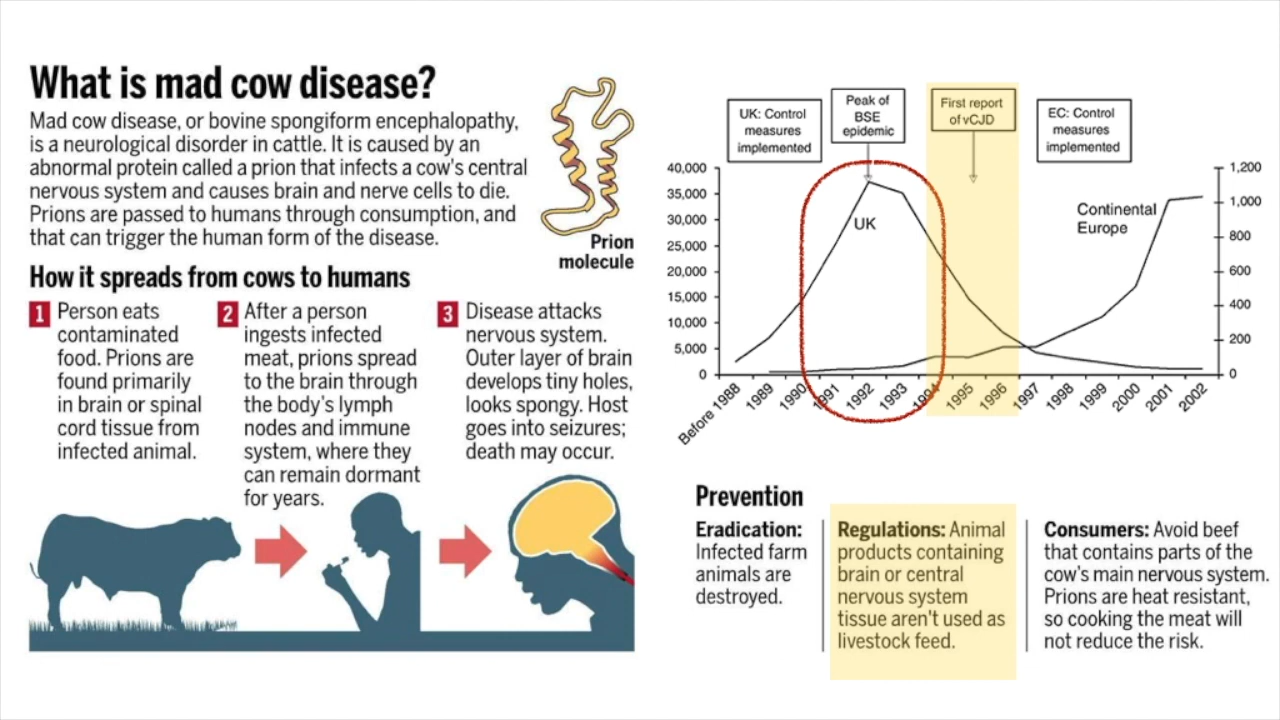 What is mad cow disease?
Mad cow disease, or bovine spongiform encephalopathy,
is a neurological disorder in cattle. It is caused by an
abnormal protein called a prion that infects a cow's central
nervous system and causes brain and nerve cells to die.
Prions are passed to humans through consumption, and
that can trigger the human form of the disease.
Prion
molecule
How it spreads from cows to humans
1 Person eats
contaminated
food. Prions are
found primarily
in brain or spinal
cord tissue from
infected animal.
2 After a person
ingests infected
meat, prions spread
to the brain through
the body's lymph
nodes and immune
system, where they
can remain dormant
for years.
3 Disease attacks
nervous system.
Outer layer of brain
develops tiny holes,
looks spongy. Host
goes into seizures;
death may occur.
UK: Control
measures
implemented
Peak of
BSE
epidemic
First report
of vCJD
EC: Control
measures
implemented
40,000
35,000
30,000
25,000
20,000
15,000
10,000
5,000
0
UK
Continental
Europe
1,200
1,000
800
600
400
200
0
Before 1988
1989
1990
1991
1992
1993
1994
1995
1996
1997
1998
1999
2000
2001
2002
Prevention
Eradication:
Infected farm
animals are
destroyed.
Regulations: Animal
products containing
brain or central
nervous system
tissue aren't used as
livestock feed.
Consumers: Avoid beef
that contains parts of the
cow's main nervous system.
Prions are heat resistant,
so cooking the meat will
not reduce the risk.